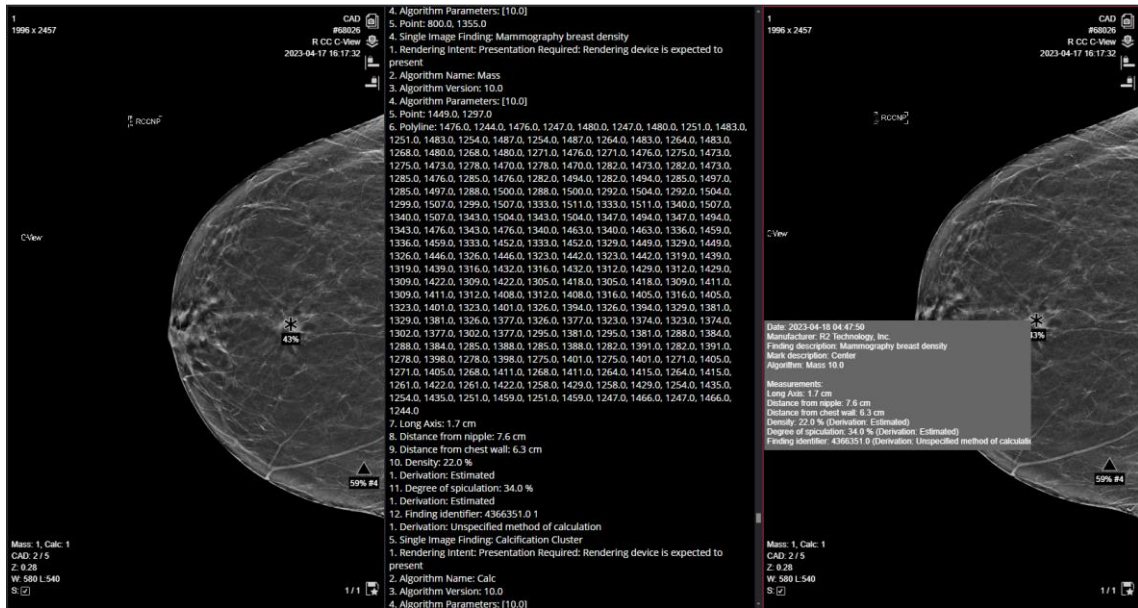 1
1996 x 2457
CAD
#68026
R CC C-View
2023-04-17 16:17:32
RCCNP
C-View
43%
59% #4
Mass: 1, Calc: 1
CAD: 2 / 5
Z: 0.28
W: 580 L:540
S:
1 / 1
4. Algorithm Parameters: [10.0]
5. Point: 800.0, 1355.0
4. Single Image Finding: Mammography breast density
1. Rendering Intent: Presentation Required: Rendering device is expected to
present
2. Algorithm Name: Mass
3. Algorithm Version: 10.0
4. Algorithm Parameters: [10.0]
5. Point: 1449.0, 1297.0
6. Polyline: 1476.0, 1244.0, 1476.0, 1247.0, 1480.0, 1247.0, 1480.0, 1251.0, 1483.0,
1251.0, 1483.0, 1254.0, 1487.0, 1254.0, 1487.0, 1264.0, 1483.0, 1264.0, 1483.0,
1268.0, 1480.0, 1268.0, 1480.0, 1271.0, 1476.0, 1271.0, 1476.0, 1275.0, 1473.0,
1275.0, 1473.0, 1278.0, 1470.0, 1278.0, 1470.0, 1282.0, 1473.0, 1282.0, 1473.0,
1285.0, 1476.0, 1285.0, 1476.0, 1282.0, 1494.0, 1282.0, 1494.0, 1285.0, 1497.0,
1285.0, 1497.0, 1288.0, 1500.0, 1288.0, 1500.0, 1292.0, 1504.0, 1292.0, 1504.0,
1299.0, 1507.0, 1299.0, 1507.0, 1333.0, 1511.0, 1333.0, 1511.0, 1340.0, 1507.0,
1340.0, 1507.0, 1343.0, 1504.0, 1343.0, 1504.0, 1347.0, 1494.0, 1347.0, 1494.0,
1343.0, 1476.0, 1343.0, 1476.0, 1340.0, 1463.0, 1340.0, 1463.0, 1336.0, 1459.0,
1336.0, 1459.0, 1333.0, 1452.0, 1333.0, 1452.0, 1329.0, 1449.0, 1329.0, 1449.0,
1326.0, 1446.0, 1326.0, 1446.0, 1323.0, 1442.0, 1323.0, 1442.0, 1319.0, 1439.0,
1319.0, 1439.0, 1316.0, 1432.0, 1316.0, 1432.0, 1312.0, 1429.0, 1312.0, 1429.0,
1309.0, 1422.0, 1309.0, 1422.0, 1305.0, 1418.0, 1305.0, 1418.0, 1309.0, 1411.0,
1309.0, 1411.0, 1312.0, 1408.0, 1312.0, 1408.0, 1316.0, 1405.0, 1316.0, 1405.0,
1323.0, 1401.0, 1323.0, 1401.0, 1326.0, 1394.0, 1326.0, 1394.0, 1329.0, 1381.0,
1329.0, 1381.0, 1326.0, 1377.0, 1326.0, 1377.0, 1323.0, 1374.0, 1323.0, 1374.0,
1302.0, 1377.0, 1302.0, 1377.0, 1295.0, 1381.0, 1295.0, 1381.0, 1288.0, 1384.0,
1288.0, 1384.0, 1285.0, 1388.0, 1285.0, 1388.0, 1282.0, 1391.0, 1282.0, 1391.0,
1278.0, 1398.0, 1278.0, 1398.0, 1275.0, 1401.0, 1275.0, 1401.0, 1271.0, 1405.0,
1271.0, 1405.0, 1268.0, 1411.0, 1268.0, 1411.0, 1264.0, 1415.0, 1264.0, 1415.0,
1261.0, 1422.0, 1261.0, 1422.0, 1258.0, 1429.0, 1258.0, 1429.0, 1254.0, 1435.0,
1254.0, 1435.0, 1251.0, 1459.0, 1251.0, 1459.0, 1247.0, 1466.0, 1247.0, 1466.0,
1244.0
7. Long Axis: 1.7 cm
8. Distance from nipple: 7.6 cm
9. Distance from chest wall: 6.3 cm
10. Density: 22.0 %
1. Derivation: Estimated
11. Degree of spiculation: 34.0 %
1. Derivation: Estimated
12. Finding identifier: 4366351.0 1
1. Derivation: Unspecified method of calculation
5. Single Image Finding: Calcification Cluster
1. Rendering Intent: Presentation Required: Rendering device is expected to
present
2. Algorithm Name: Calc
3. Algorithm Version: 10.0
4. Algorithm Parameters: [10.0]
1
1996 x 2457
CAD
#68026
R CC C-View
2023-04-17 16:17:32
RCCNP
C-View
43%
Date: 2023-04-18 04:47:50
Manufacturer: R2 Technology, Inc.
Finding description: Mammography breast density
Mark description: Center
Algorithm: Mass 10.0
Measurements:
Long Axis: 1.7 cm
Distance from nipple: 7.6 cm
Distance from chest wall: 6.3 cm
Density: 22.0 % (Derivation: Estimated)
Degree of spiculation: 34.0 % (Derivation: Estimated)
Finding identifier: 4366351.0 (Derivation: Unspecified method of
59% #4
Mass: 1, Calc: 1
CAD: 2 / 5
Z: 0.28
W: 580 L:540
S:
1 / 1